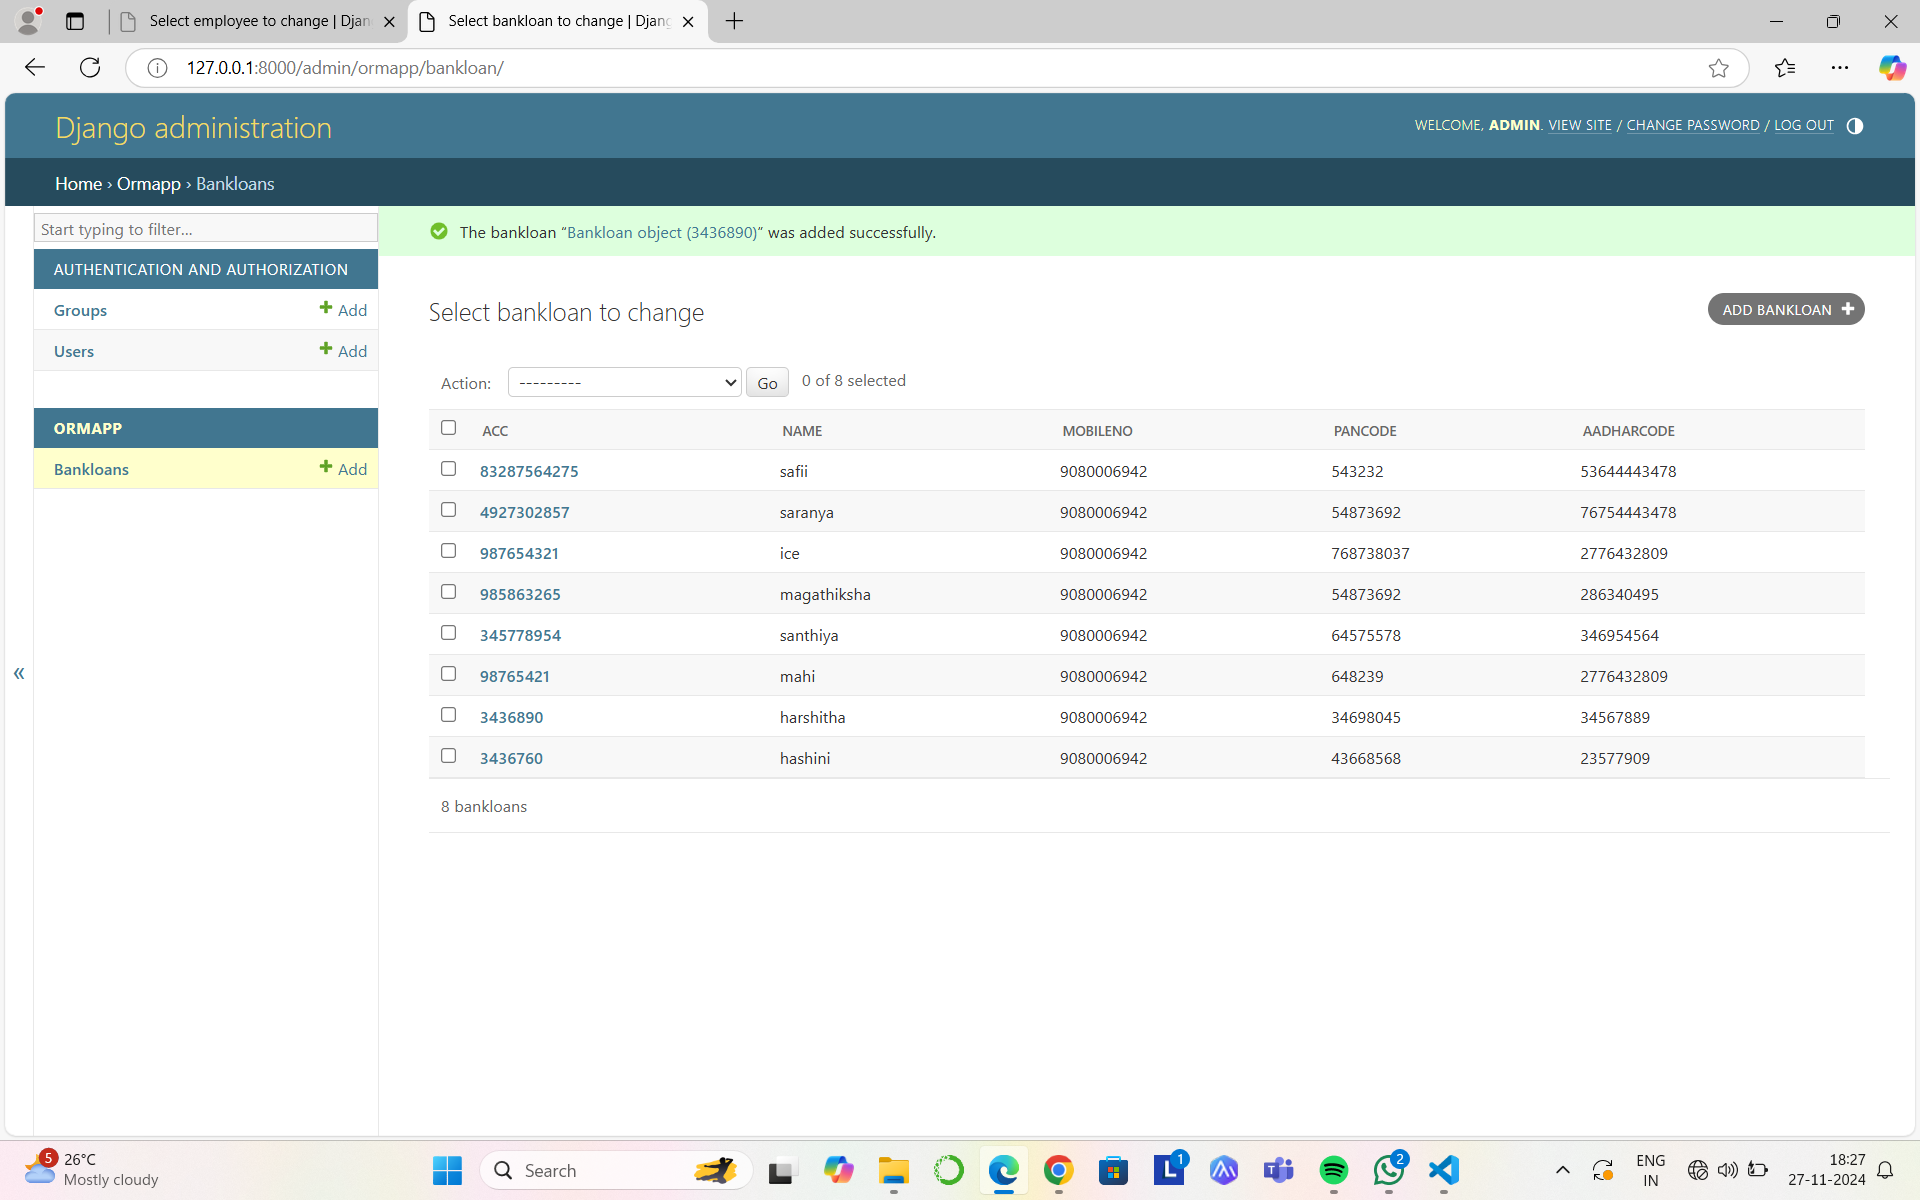 Select employee to change | Djan
Select bankloan to change | Djang
127.0.0.1:8000/admin/ormapp/bankloan/
Django administration
WELCOME, ADMIN. VIEW SITE / CHANGE PASSWORD / LOG OUT
Home › Ormapp › Bankloans
Start typing to filter...
AUTHENTICATION AND AUTHORIZATION
Groups + Add
Users + Add
ORMAPP
Bankloans + Add
«
The bankloan “Bankloan object (3436890)” was added successfully.
Select bankloan to change
ADD BANKLOAN +
Action: --------- Go 0 of 8 selected
ACC NAME MOBILENO PANCODE AADHARCODE
83287564275 safii 9080006942 543232 53644443478
4927302857 saranya 9080006942 54873692 76754443478
987654321 ice 9080006942 768738037 2776432809
985863265 magathiksha 9080006942 54873692 286340495
345778954 santhiya 9080006942 64575578 346954564
98765421 mahi 9080006942 648239 2776432809
3436890 harshitha 9080006942 34698045 34567889
3436760 hashini 9080006942 43668568 23577909
8 bankloans
5
26°C
Mostly cloudy
Search
L 1
2
ENG
IN
18:27
27-11-2024